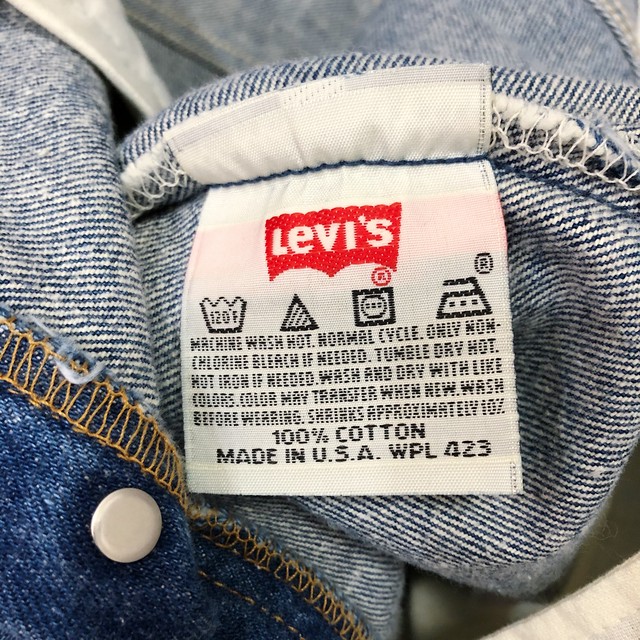 Levi's
®
®
120F
MACHINE WASH HOT NORMAL CYCLE. ONLY NON-
CHLORINE BLEACH IF NEEDED. TUMBLE DRY HOT.
HOT IRON IF NEEDED. WASH AND DRY WITH LIKE
COLORS. COLOR MAY TRANSFER WHEN NEW. WASH
BEFORE WEARING. SHRINKS APPROXIMATELY 10%
100% COTTON
MADE IN U.S.A. WPL 423